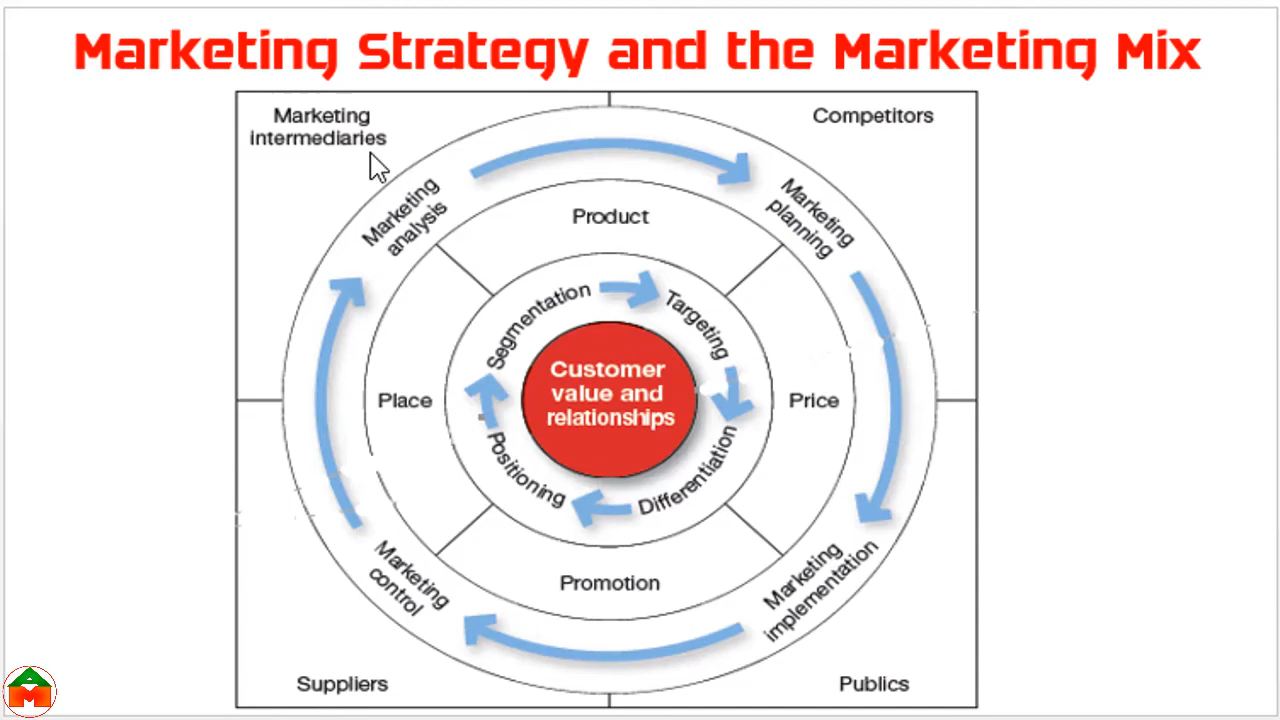 Marketing Strategy and the Marketing Mix
Marketing
intermediaries
Competitors
Marketing
analysis
Marketing
planning
Product
Segmentation
Targeting
Customer
value and
relationships
Place
Price
Positioning
Differentiation
Promotion
Marketing
control
Marketing
implementation
Suppliers
Publics
AM